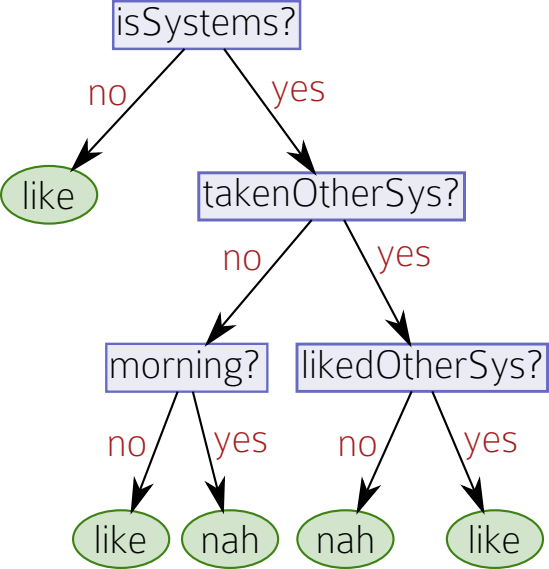 isSystems?
no
yes
like
takenOtherSys?
no
yes
morning?
likedOtherSys?
no
yes
no
yes
like
nah
nah
like